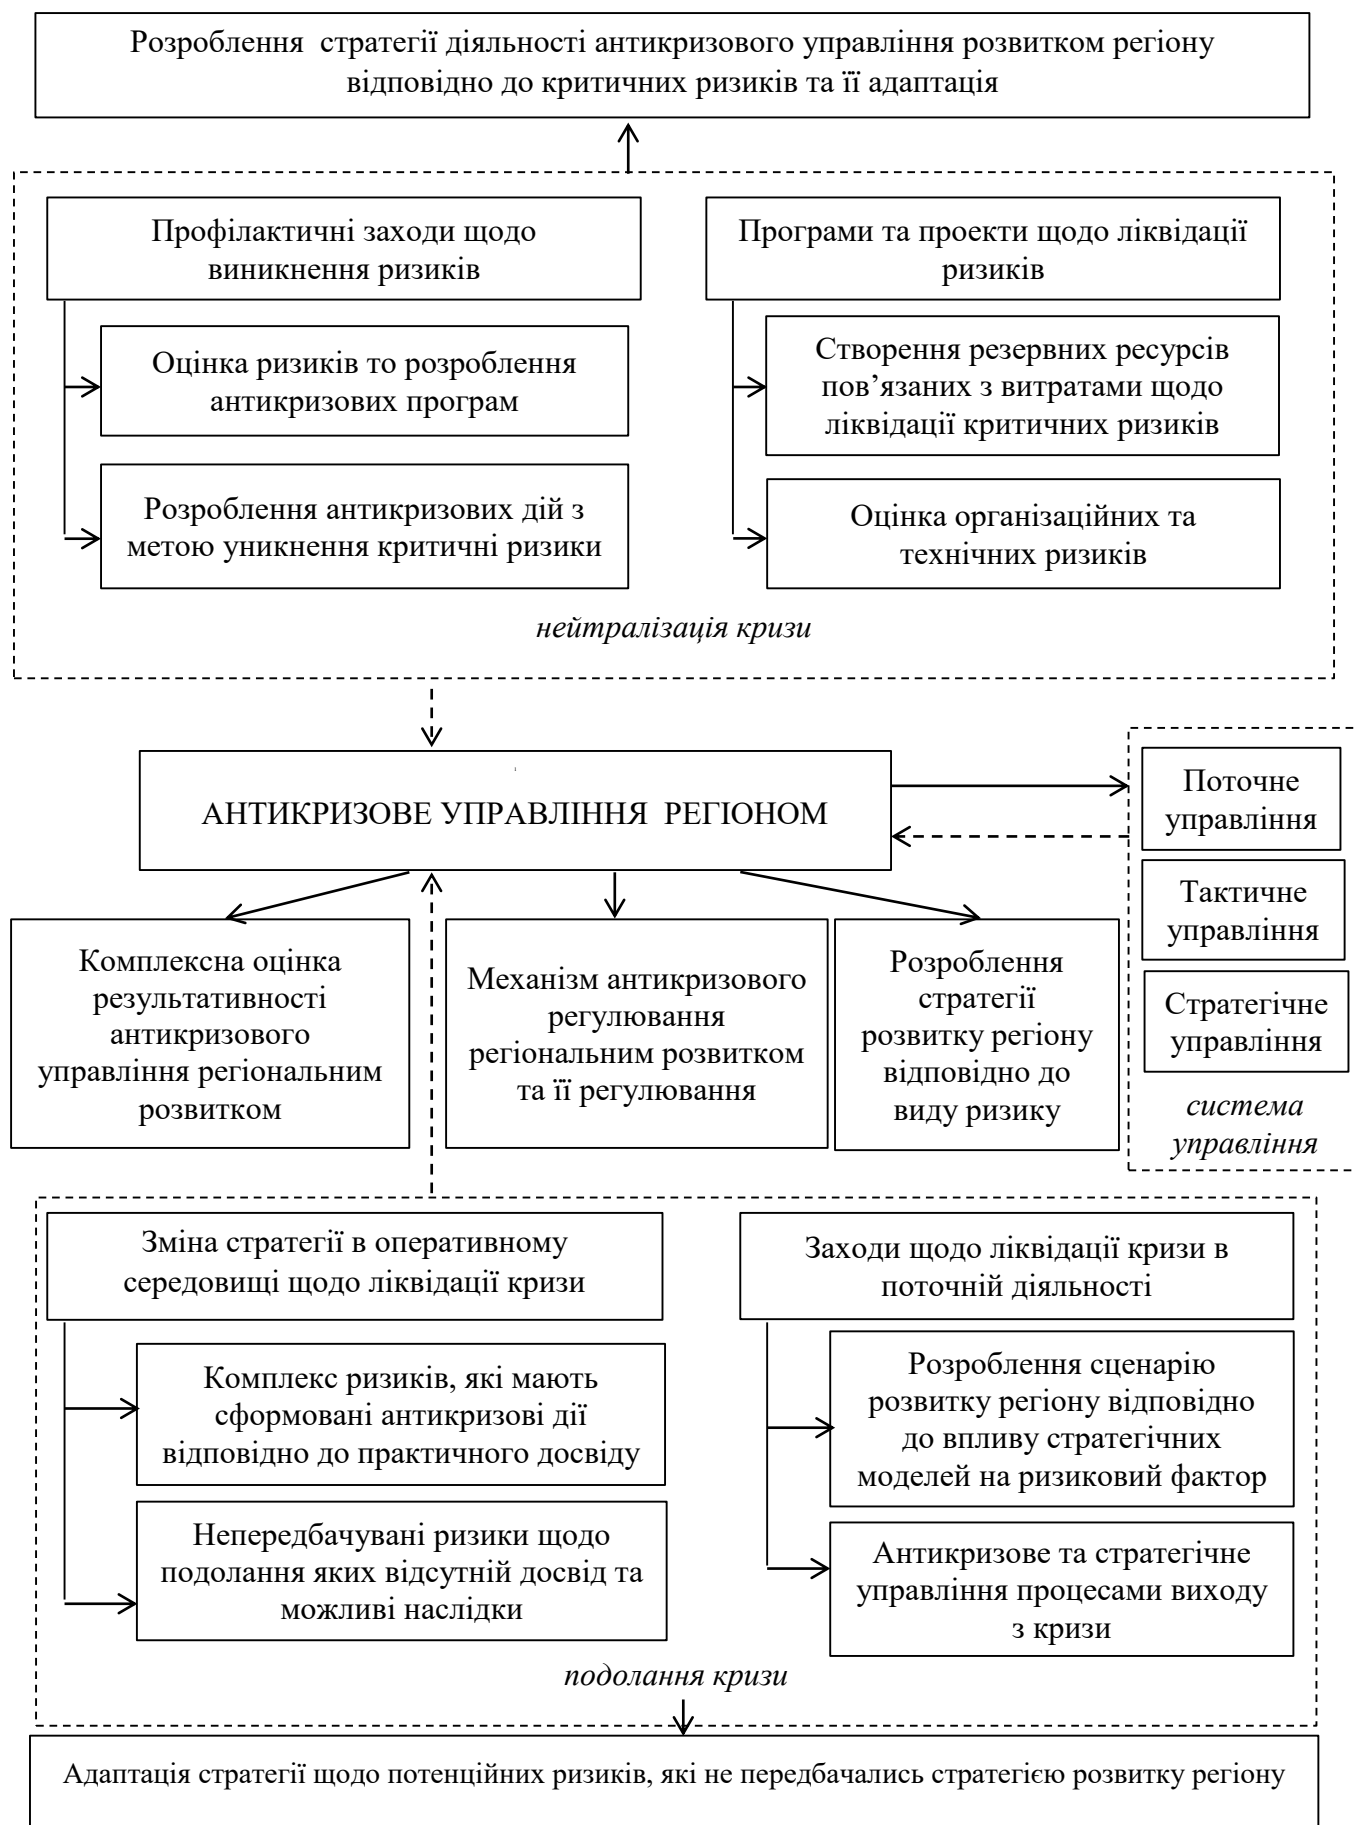 Розроблення стратегії діяльності антикризового управління розвитком регіону
відповідно до критичних ризиків та її адаптація
Профілактичні заходи щодо
виникнення ризиків
Оцінка ризиків то розроблення
антикризових програм
Розроблення антикризових дій з
метою уникнення критичні ризики
Програми та проекти щодо ліквідації
ризиків
Створення резервних ресурсів
пов’язаних з витратами щодо
ліквідації критичних ризиків
Оцінка організаційних та
технічних ризиків
нейтралізація кризи
АНТИКРИЗОВЕ УПРАВЛІННЯ РЕГІОНОМ
Поточне
управління
Тактичне
управління
Стратегічне
управління
система
управління
Комплексна оцінка
результативності
антикризового
управління регіональним
розвитком
Механізм антикризового
регулювання
регіональним розвитком
та її регулювання
Розроблення
стратегії
розвитку регіону
відповідно до
виду ризику
Зміна стратегії в оперативному
середовищі щодо ліквідації кризи
Комплекс ризиків, які мають
сформовані антикризові дії
відповідно до практичного досвіду
Непередбачувані ризики щодо
подолання яких відсутній досвід та
можливі наслідки
Заходи щодо ліквідації кризи в
поточній діяльності
Розроблення сценарію
розвитку регіону відповідно
до впливу стратегічних
моделей на ризиковий фактор
Антикризове та стратегічне
управління процесами виходу
з кризи
подолання кризи
Адаптація стратегії щодо потенційних ризиків, які не передбачались стратегією розвитку регіону